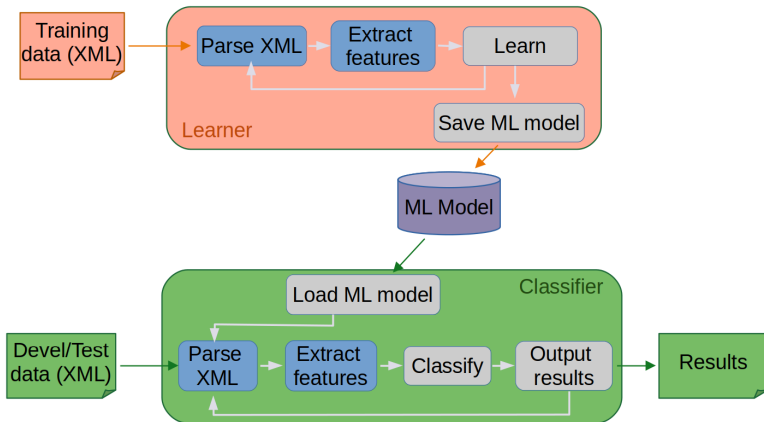 Training
data (XML)
Parse XML
Extract
features
Learn
Save ML model
Learner
ML Model
Load ML model
Classifier
Devel/Test
data (XML)
Parse
XML
Extract
features
Classify
Output
results
Results